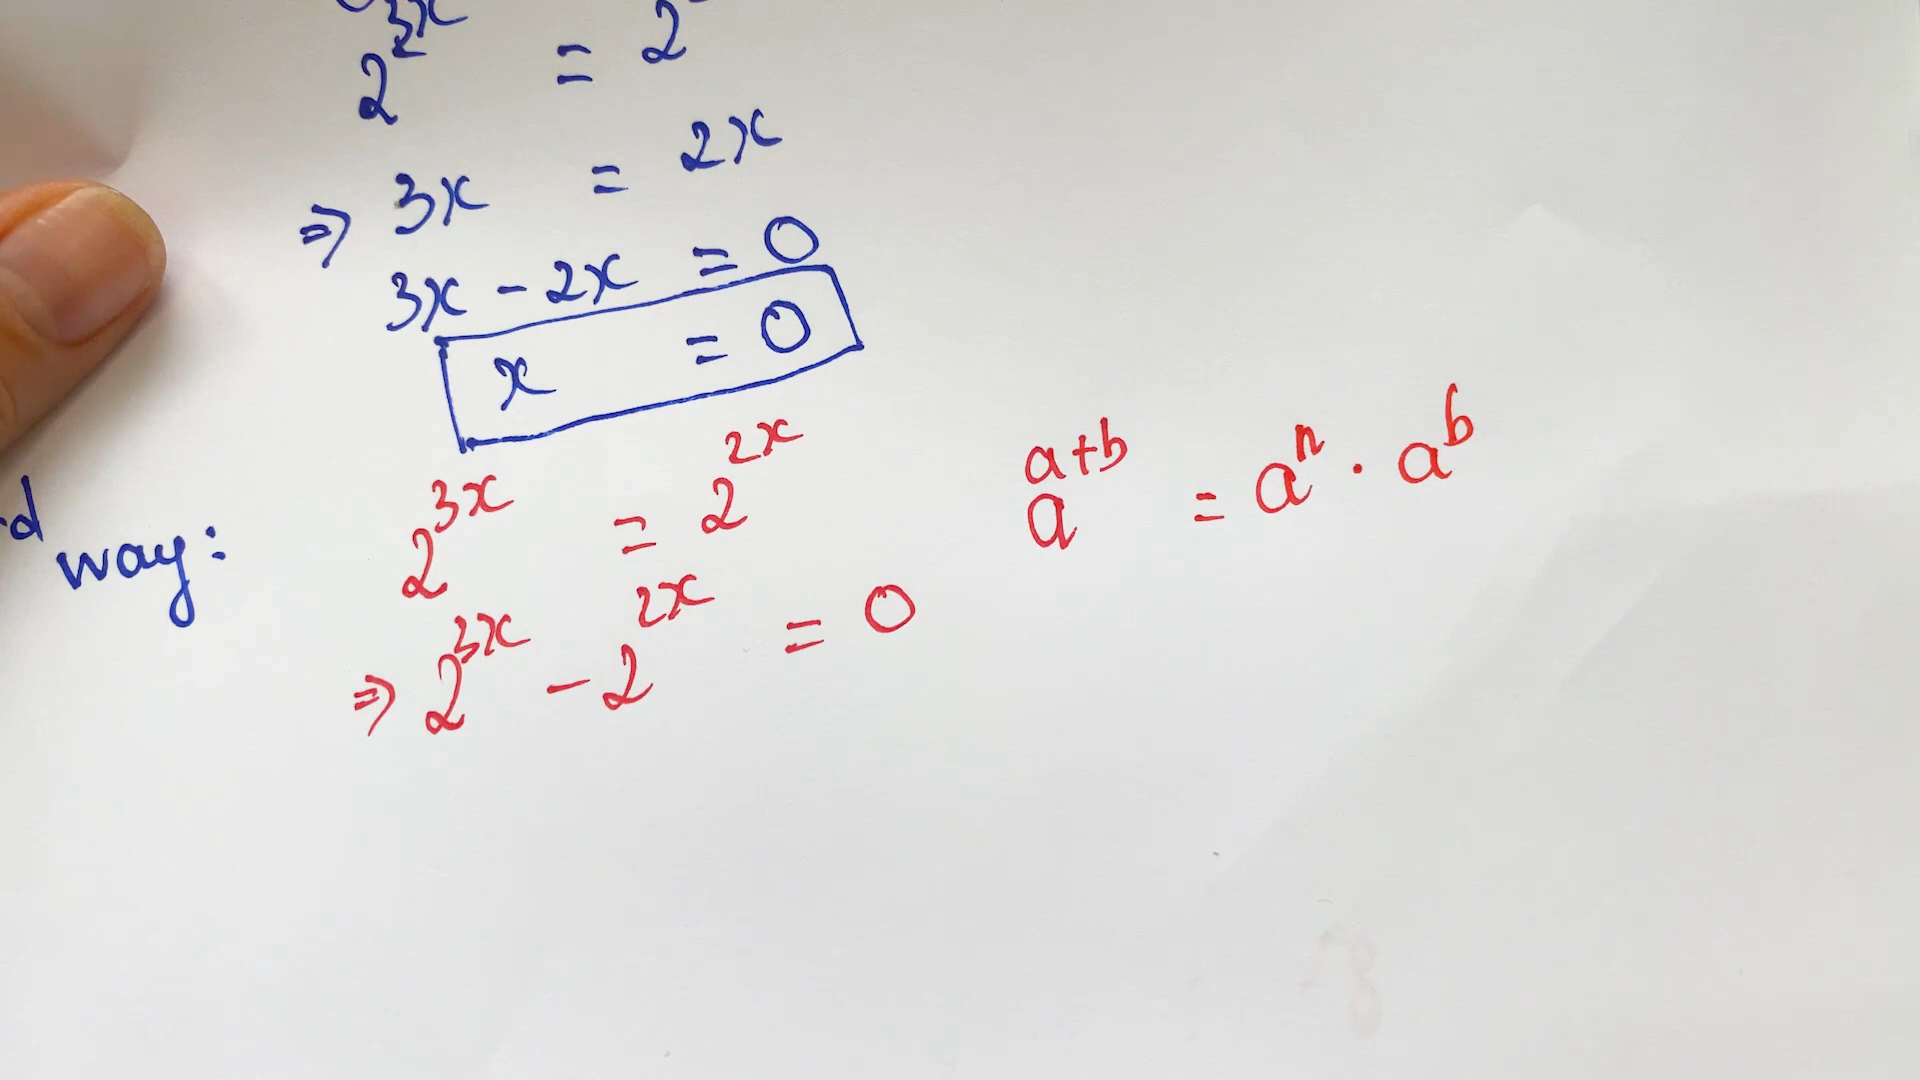 2^3x = 2
⇒ 3x = 2x
3x - 2x = 0
x = 0
d way: 2^3x = 2^2x
a^a+b = a^n · a^b
⇒ 2^3x - 2^2x = 0